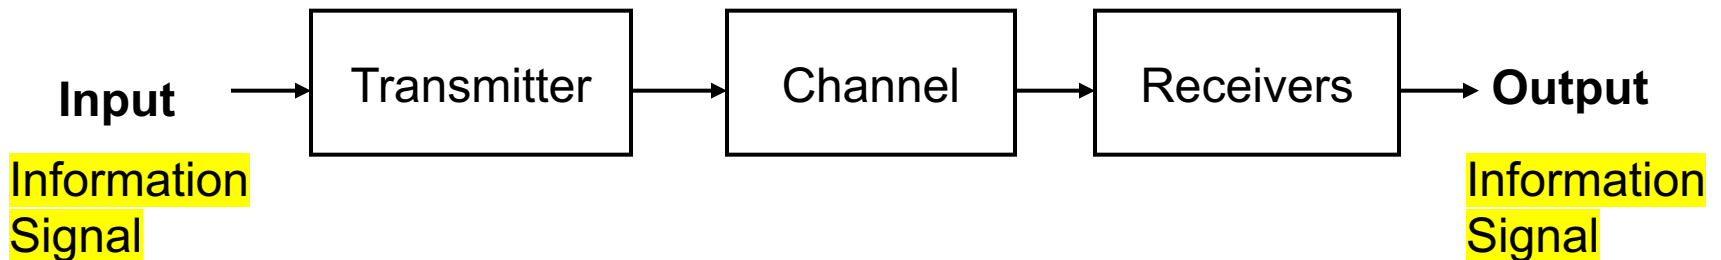 Input
Transmitter
Channel
Receivers
Output
Information
Signal
Information
Signal